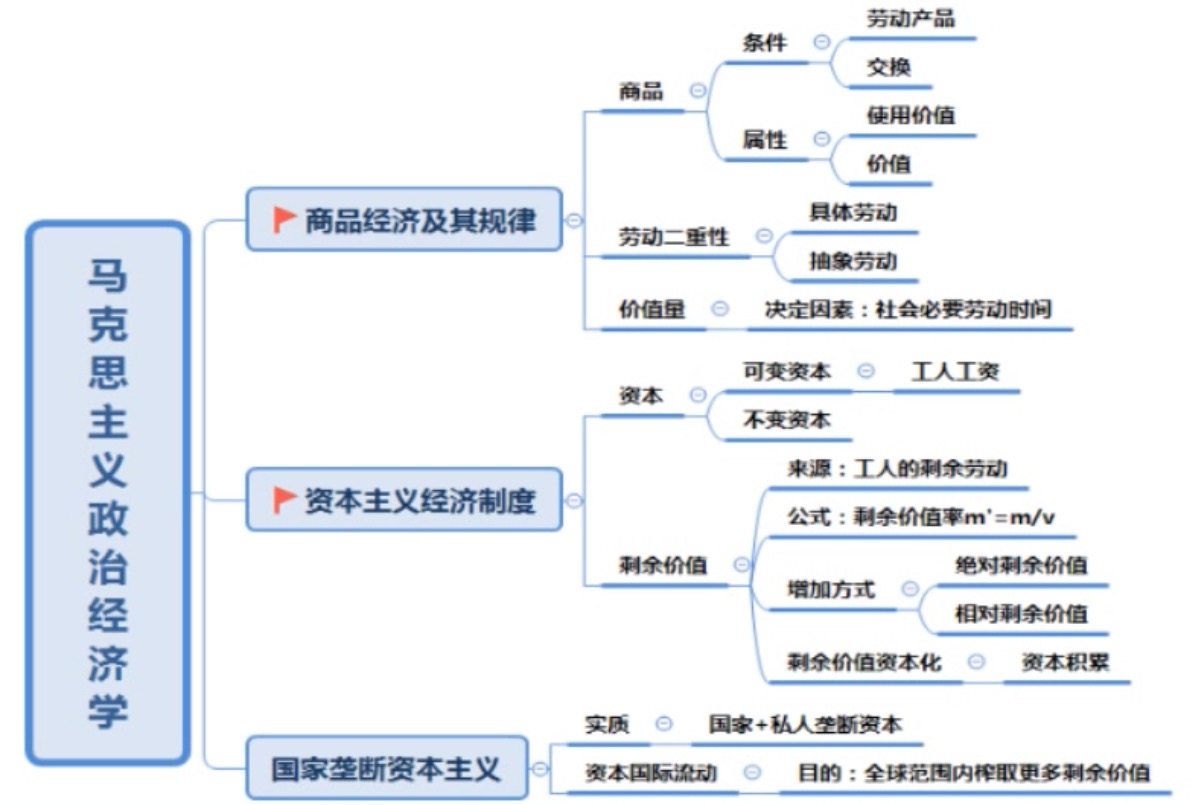 马克思主义政治经济学
商品经济及其规律
商品
条件
劳动产品
交换
属性
使用价值
价值
劳动二重性
具体劳动
抽象劳动
价值量
决定因素：社会必要劳动时间
资本主义经济制度
资本
可变资本
工人工资
不变资本
剩余价值
来源：工人的剩余劳动
公式：剩余价值率m'=m/v
增加方式
绝对剩余价值
相对剩余价值
剩余价值资本化
资本积累
国家垄断资本主义
实质
国家+私人垄断资本
资本国际流动
目的：全球范围内榨取更多剩余价值